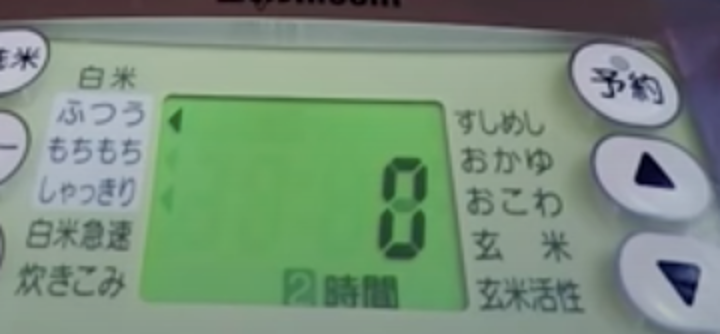 米
白米
予約
ふつう
すしめし
もちもち
おかゆ
しゃっきり
おこわ
0
白米急速
玄 米
炊きこみ
2時間
玄米活性